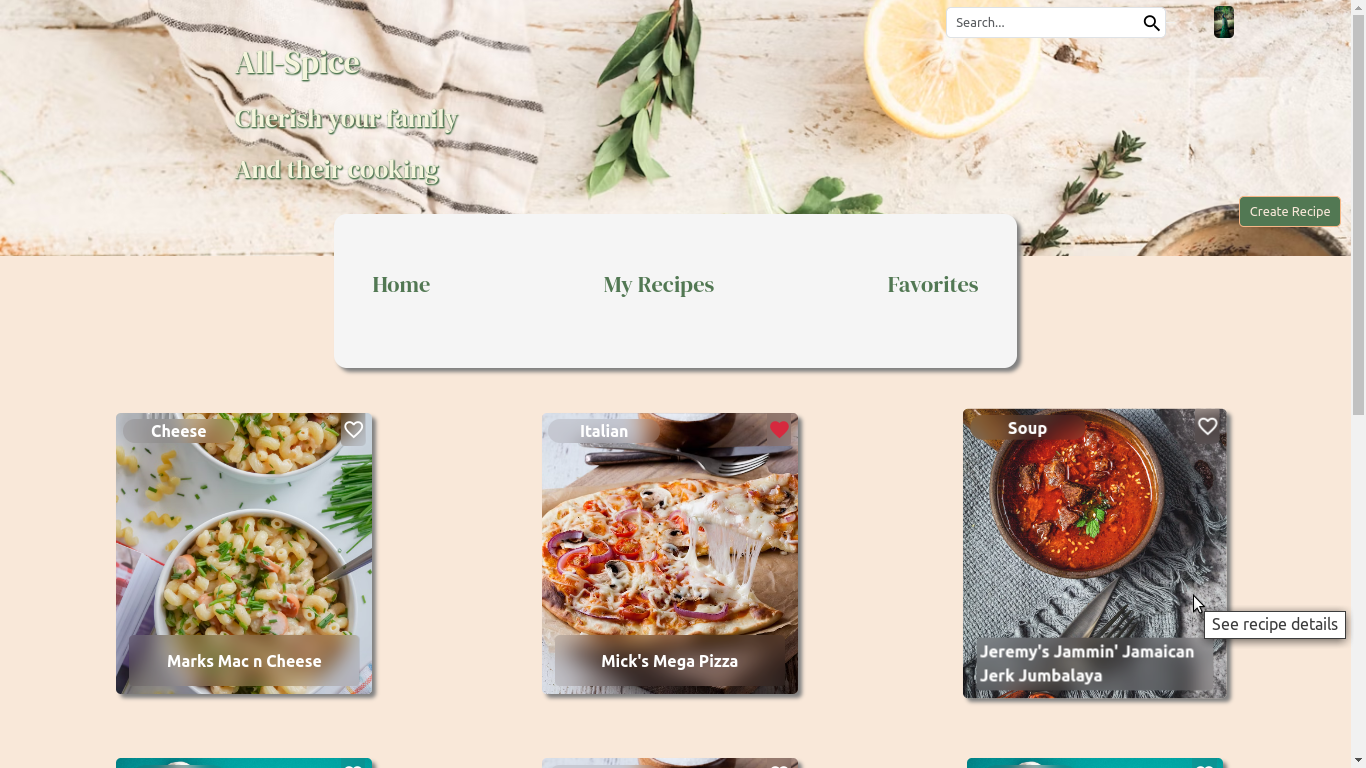 Search...
All-Spice
Cherish your family
And their cooking
Create Recipe
Home My Recipes Favorites
Cheese
Italian
Soup
Marks Mac n Cheese
Mick's Mega Pizza
See recipe details
Jeremy's Jammin' Jamaican
Jerk Jumbalaya